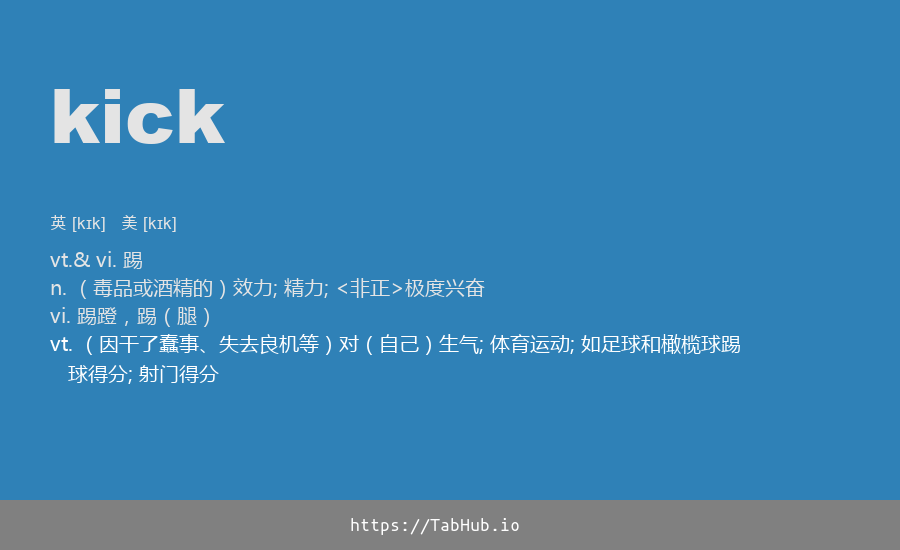 kick
英 [kɪk]   美 [kɪk]
vt.& vi. 踢
n. （毒品或酒精的）效力; 精力; <非正>极度兴奋
vi. 踢蹬，踢（腿）
vt. （因干了蠢事、失去良机等）对（自己）生气; 体育运动; 如足球和橄榄球踢
球得分; 射门得分
https://TabHub.io